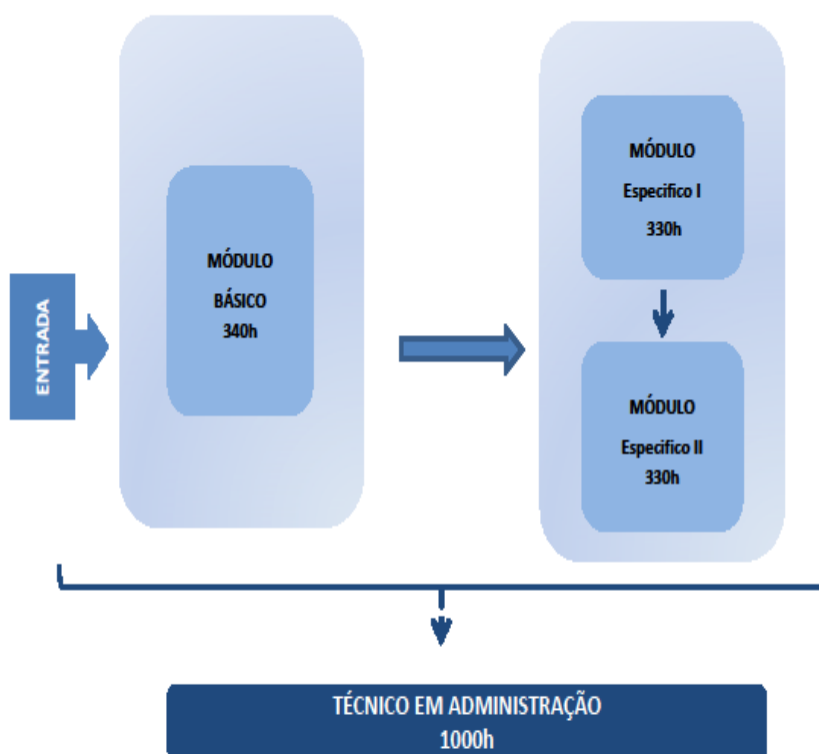 ENTRADA
MÓDULO
BÁSICO
340h
MÓDULO
Especifico I
330h
MÓDULO
Especifico II
330h
TÉCNICO EM ADMINISTRAÇÃO
1000h